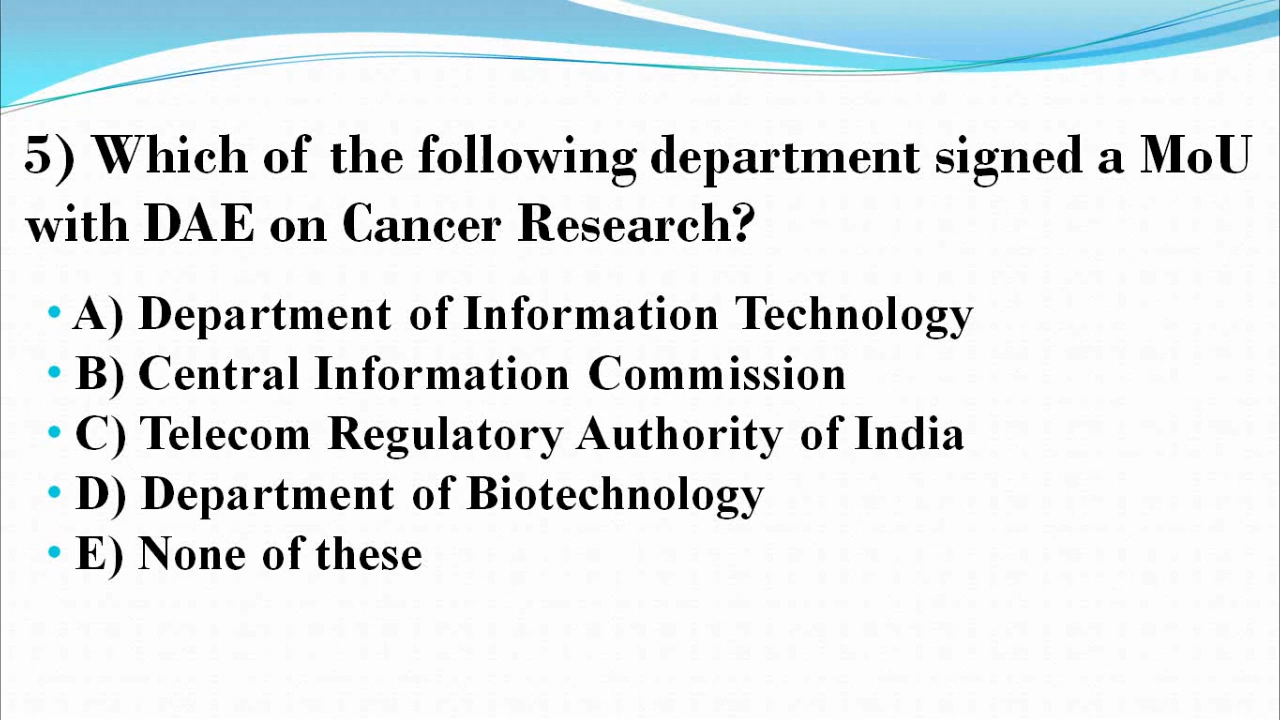 5) Which of the following department signed a MoU
with DAE on Cancer Research?
• A) Department of Information Technology
• B) Central Information Commission
• C) Telecom Regulatory Authority of India
• D) Department of Biotechnology
• E) None of these